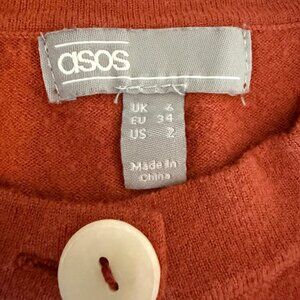 asos
UK 6
EU 34
US 2
Made in
China